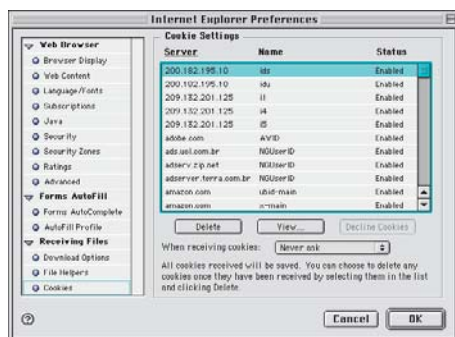 Internet Explorer Preferences
Web Browser
Browser Display
Web Content
Language/Fonts
Subscriptions
Java
Security
Security Zones
Ratings
Advanced
Forms AutoFill
Forms AutoComplete
AutoFill Profile
Receiving Files
Download Options
File Helpers
Cookies
Cookie Settings
Server Name Status
200.182.195.10 ids Enabled
200.182.195.10 idu Enabled
209.132.201.125 i1 Enabled
209.132.201.125 i4 Enabled
209.132.201.125 i5 Enabled
adobe.com AVID Enabled
ads.uol.com.br NGUserID Enabled
adserv.zip.net NGUserID Enabled
adserver.terra.com.br NGUserID Enabled
amazon.com ubid-main Enabled
amazon.com x-main Enabled
Delete View... Decline Cookies
When receiving cookies: Never ask
All cookies received will be saved. You can choose to delete any
cookies once they have been received by selecting them in the list
and clicking Delete.
Cancel OK